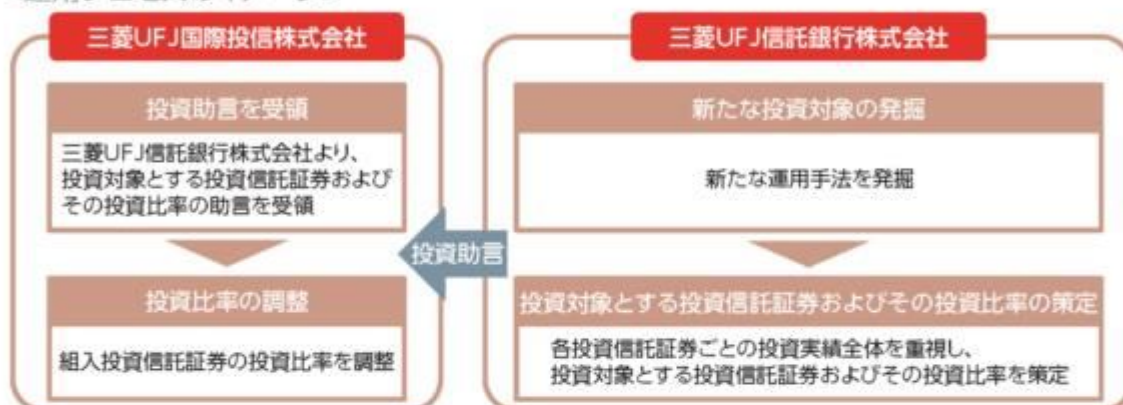 三菱UFJ国際投信株式会社
投資助言を受領
三菱UFJ信託銀行株式会社より、
投資対象とする投資信託証券および
その投資比率の助言を受領
投資比率の調整
組入投資信託証券の投資比率を調整
投資助言
三菱UFJ信託銀行株式会社
新たな投資対象の発掘
新たな運用手法を発掘
投資対象とする投資信託証券およびその投資比率の策定
各投資信託証券ごとの投資実績全体を重視し、
投資対象とする投資信託証券およびその投資比率を策定